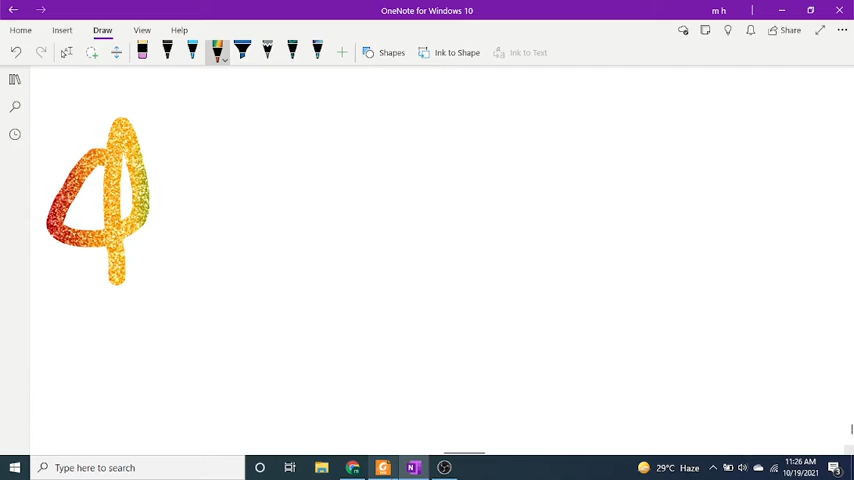 OneNote for Windows 10
m h
Home
Insert
Draw
View
Help
Share
Shapes
Ink to Shape
Ink to Text
Type here to search
29°C Haze
11:26 AM
10/19/2021
3